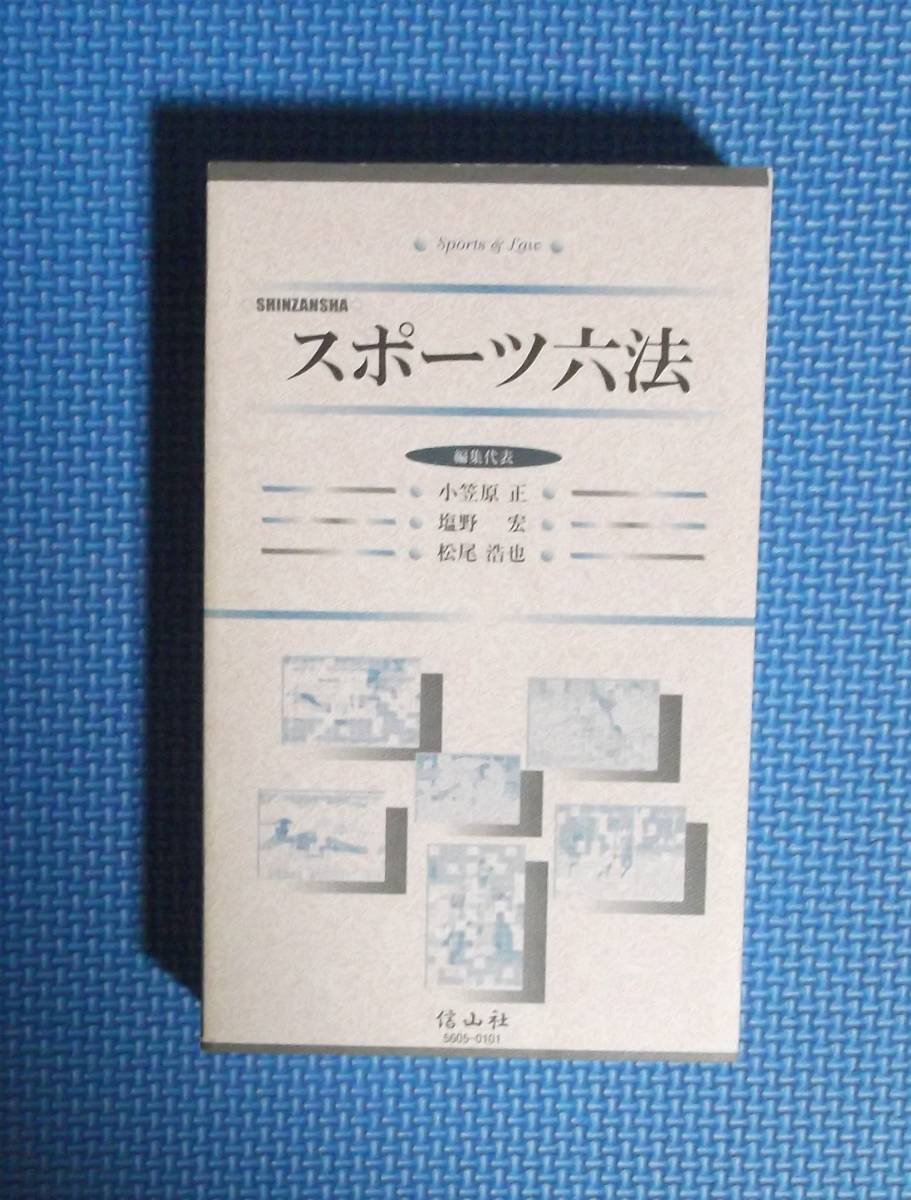 Sports & Law
SHINZANSHA
スポーツ六法
編集代表
小笠原 正
塩野 宏
松尾 浩也
信山社
5605-0101